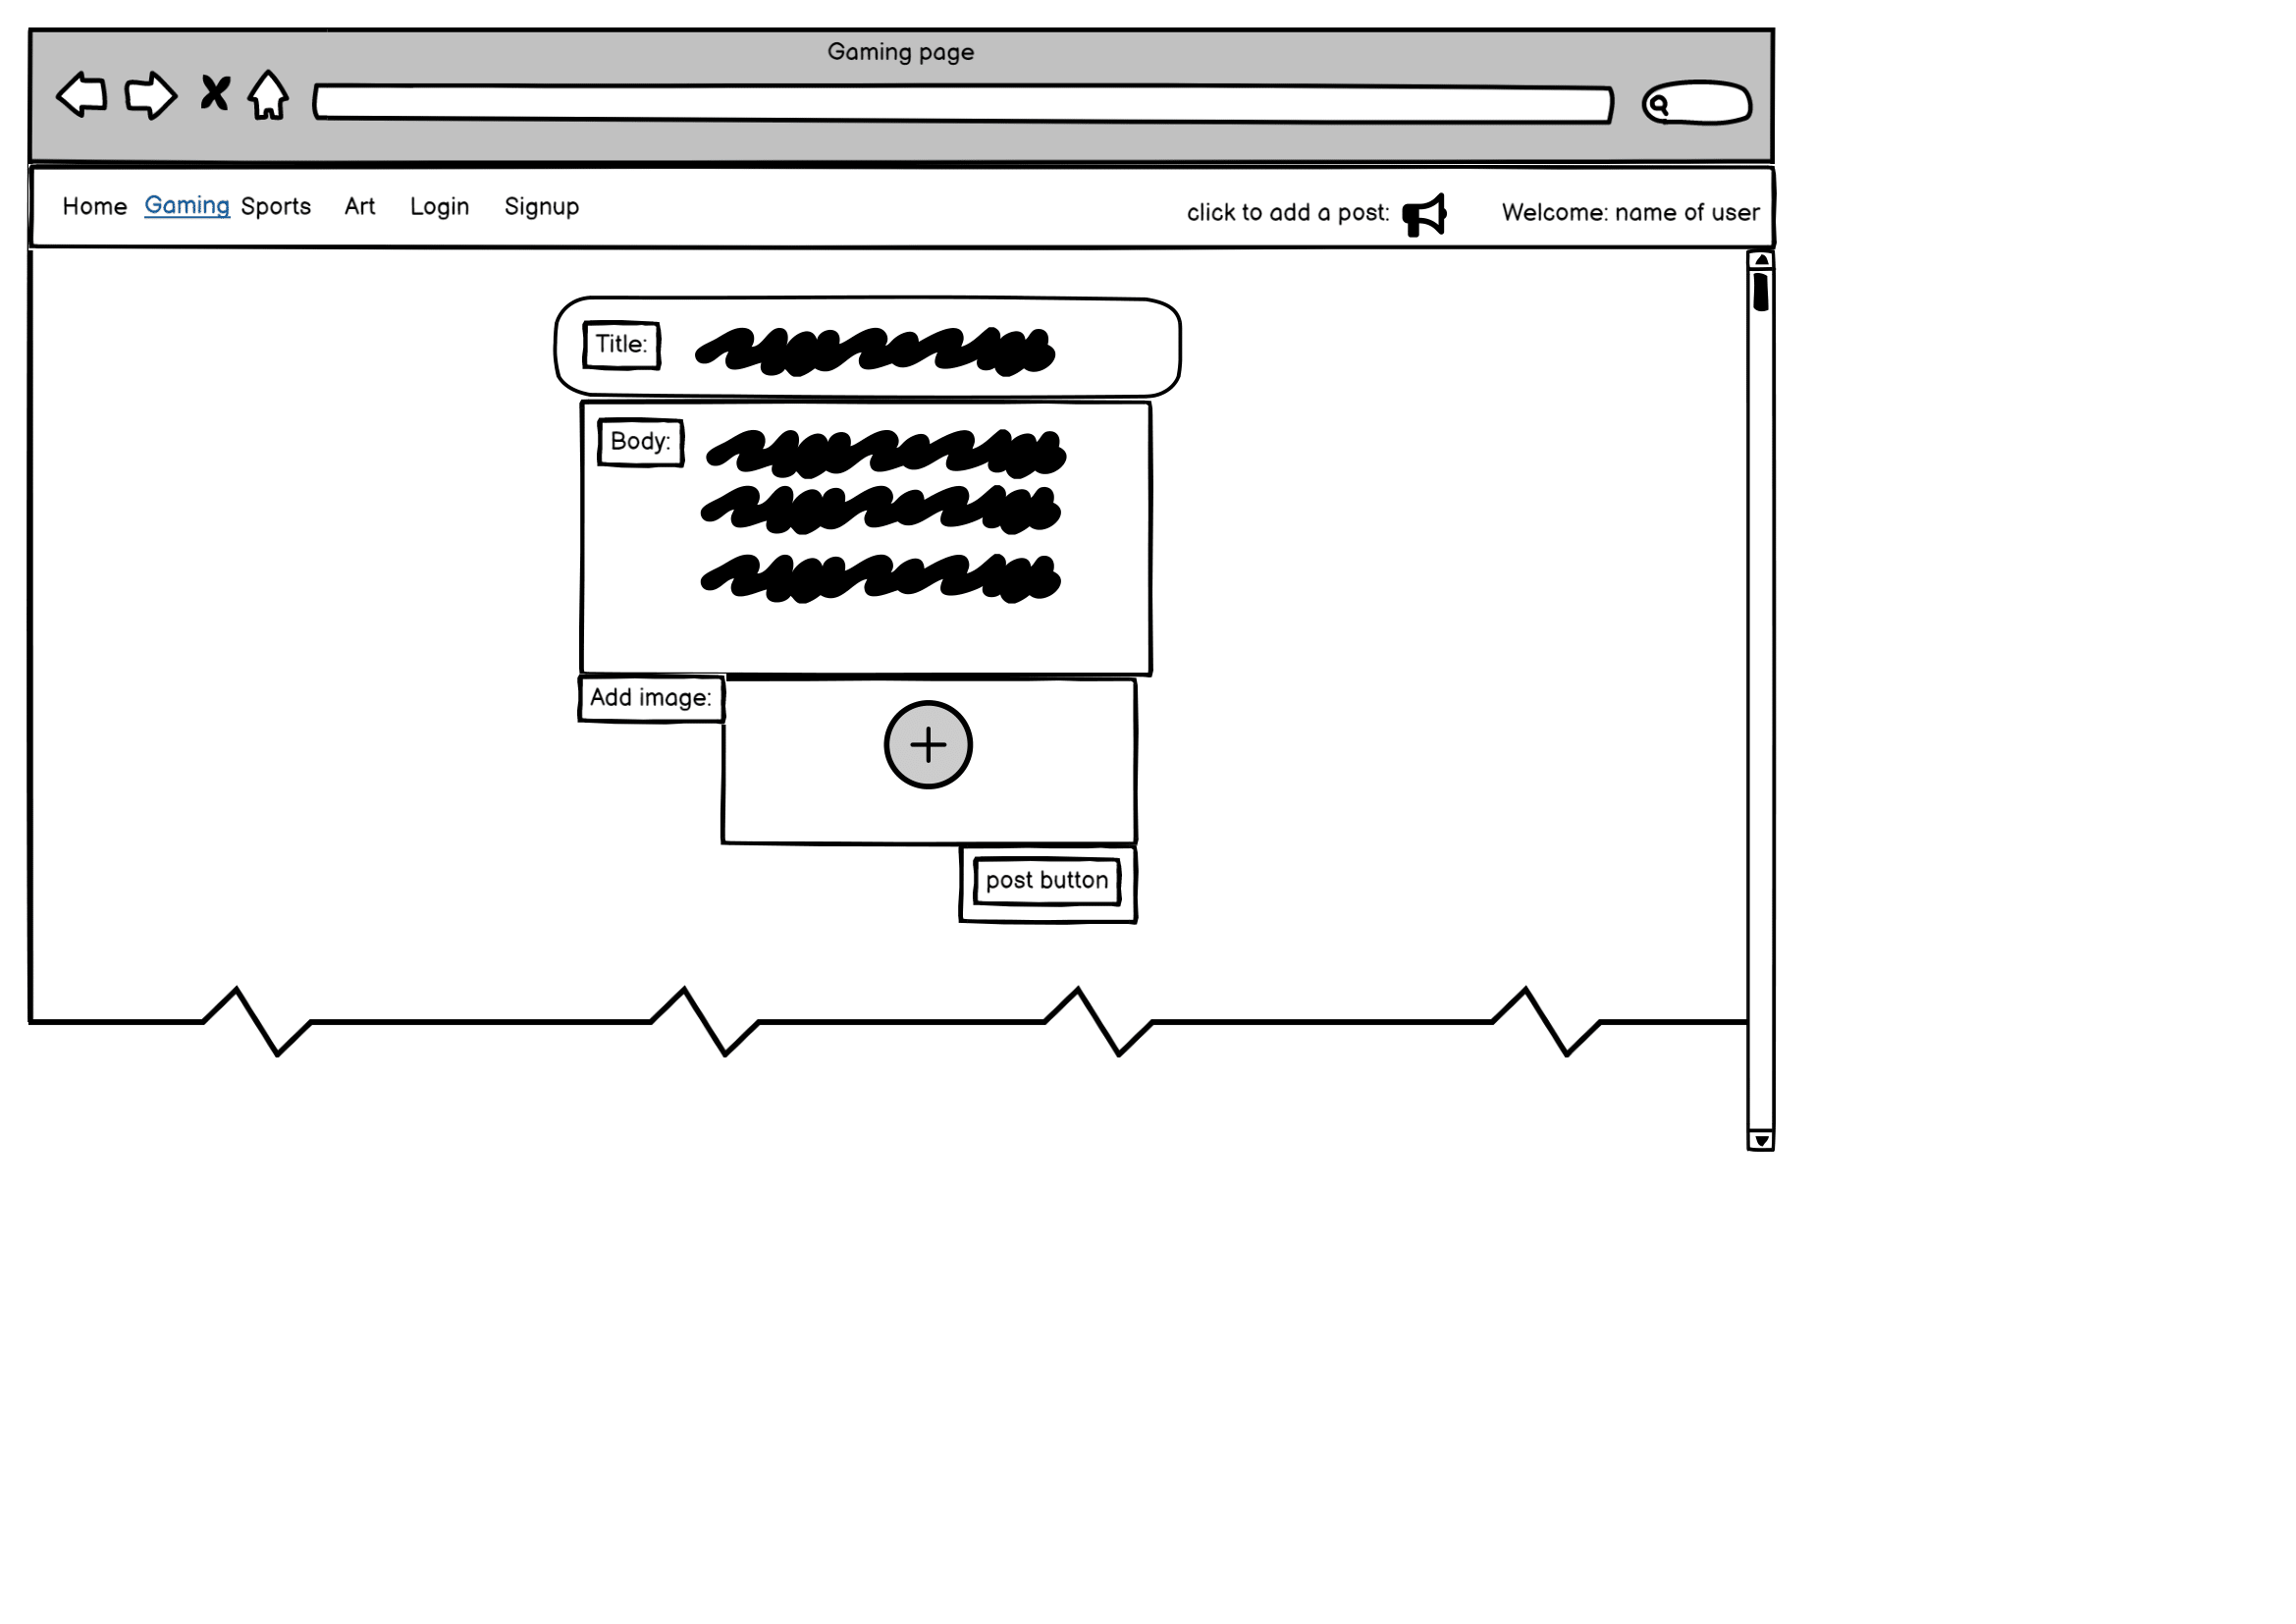 Gaming page
Home Gaming Sports Art Login Signup click to add a post: Welcome: name of user
Title:
Body:
Add image:
post button